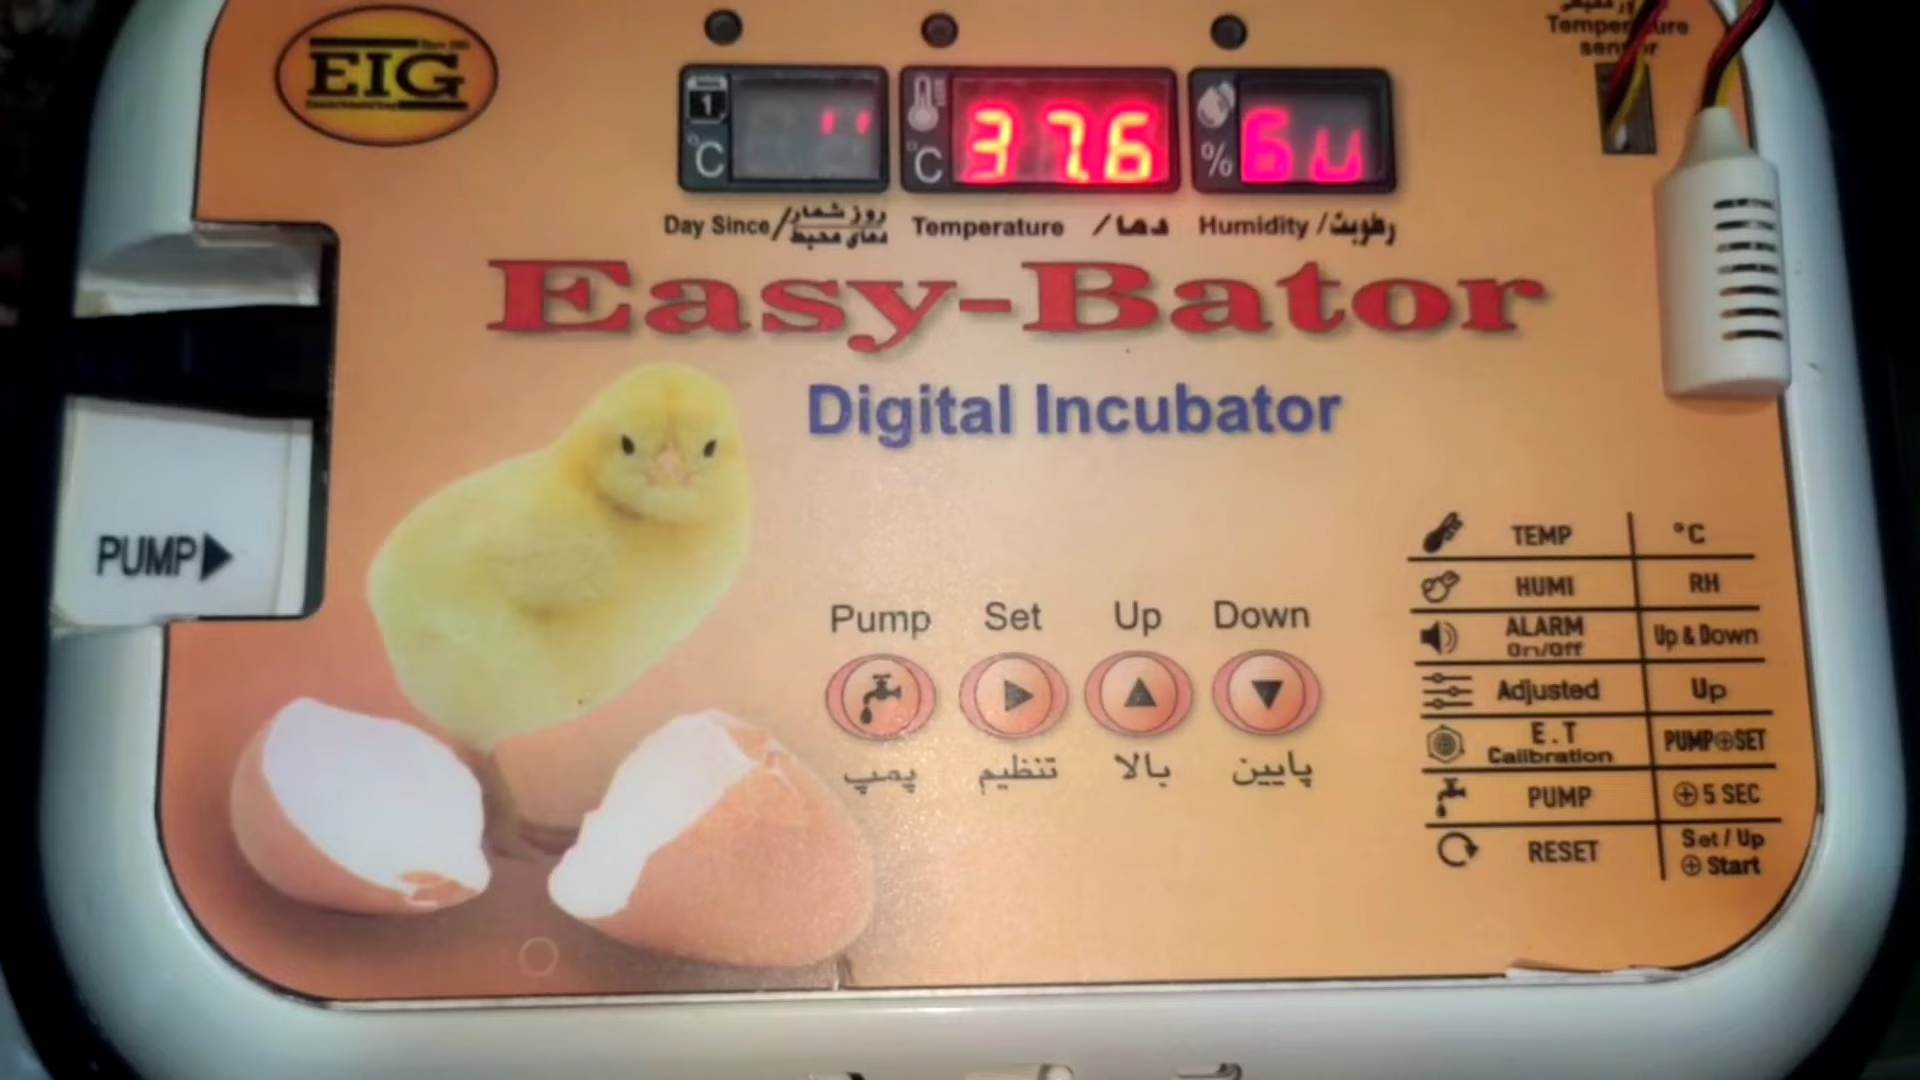 EIG
Temperature
sensor
1
°C
°C 37.6
%
Day Since/روز شمار
دمای محیط
Temperature / دما
Humidity / رطوبت
Easy-Bator
Digital Incubator
PUMP▶
Pump Set Up Down
پمپ تنظیم بالا پایین
TEMP °C
HUMI RH
ALARM On/Off Up & Down
Adjusted Up
E.T Calibration PUMP⊕SET
PUMP ⊕ 5 SEC
RESET Set / Up ⊕ Start